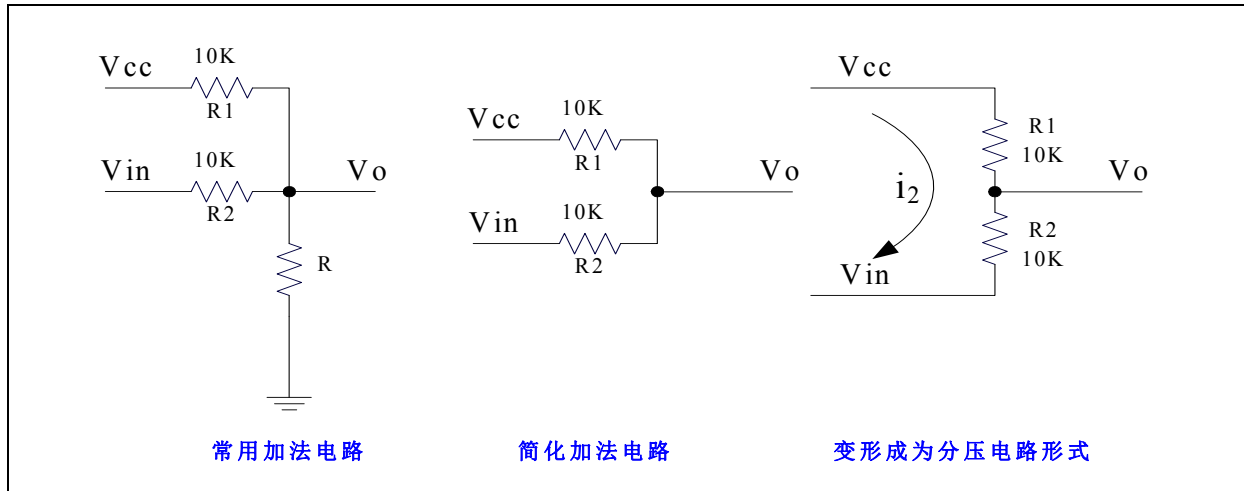 Vcc
10K
R1
Vin
10K
R2
Vo
R
常用加法电路
Vcc
10K
R1
Vin
10K
R2
Vo
简化加法电路
Vcc
R1
10K
i2
Vo
R2
10K
Vin
变形成为分压电路形式